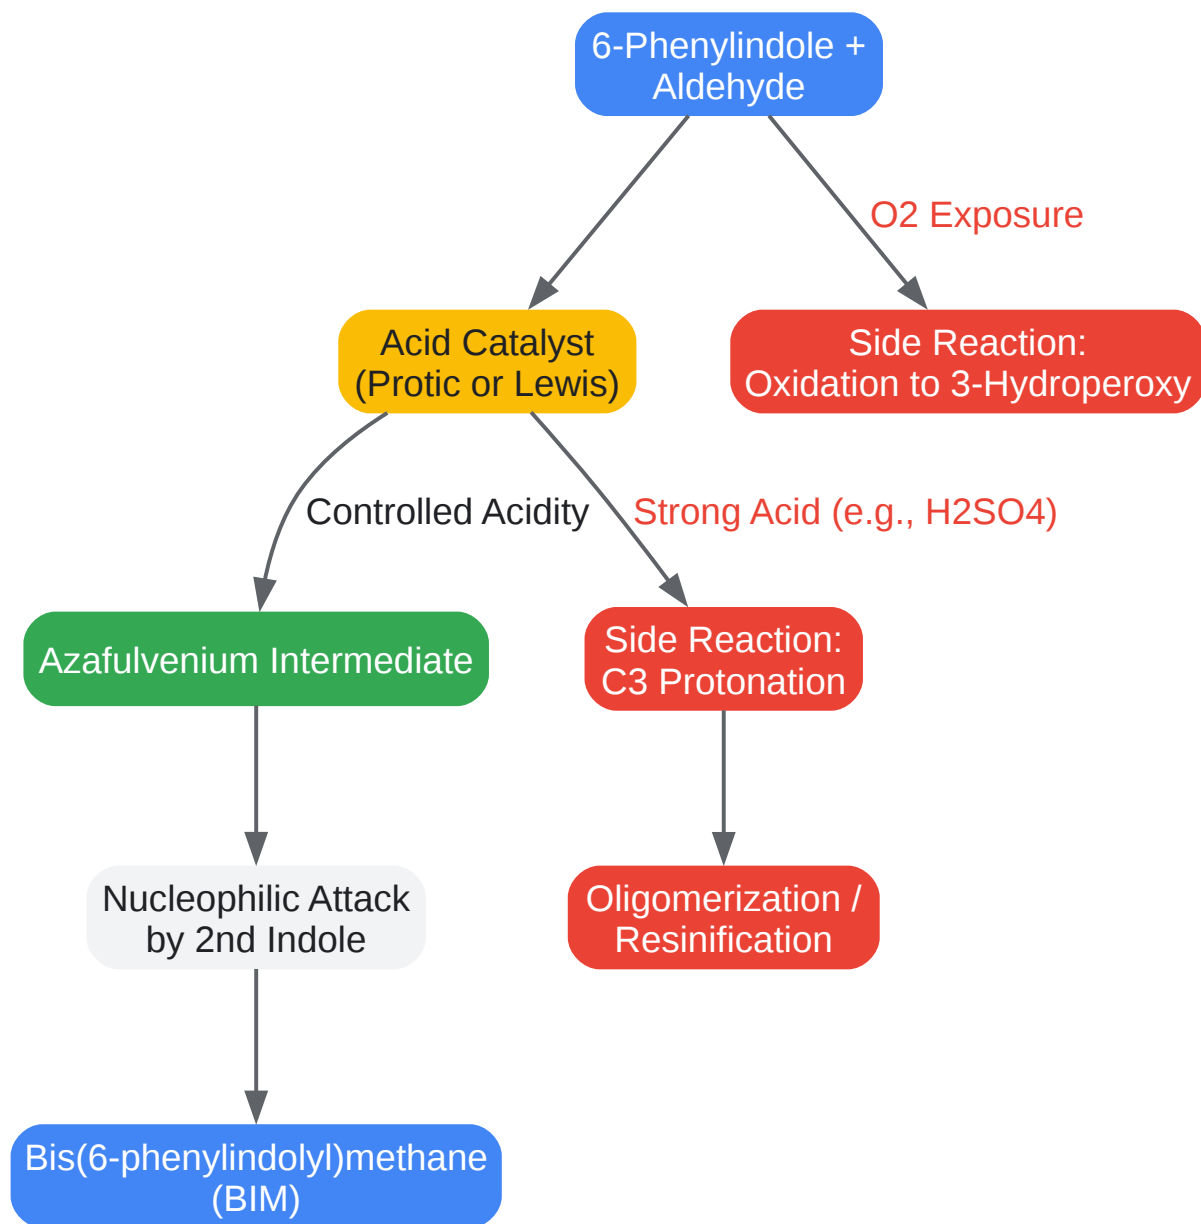 6-Phenylindole +
Aldehyde
O2 Exposure
Acid Catalyst
(Protic or Lewis)
Side Reaction:
Oxidation to 3-Hydroperoxy
Controlled Acidity
Strong Acid (e.g., H2SO4)
Azafulvenium Intermediate
Side Reaction:
C3 Protonation
Nucleophilic Attack
by 2nd Indole
Oligomerization /
Resinification
Bis(6-phenylindolyl)methane
(BIM)